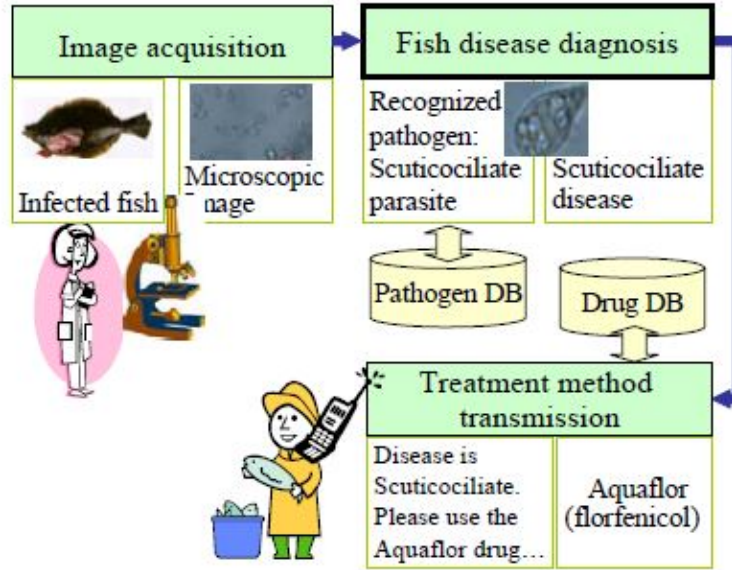 Image acquisition
Fish disease diagnosis
Infected fish
Microscopic
image
Recognized
pathogen:
Scuticociliate
parasite
Scuticociliate
disease
Pathogen DB
Drug DB
Treatment method
transmission
Disease is
Scuticociliate.
Please use the
Aquaflor drug…
Aquaflor
(florfenicol)